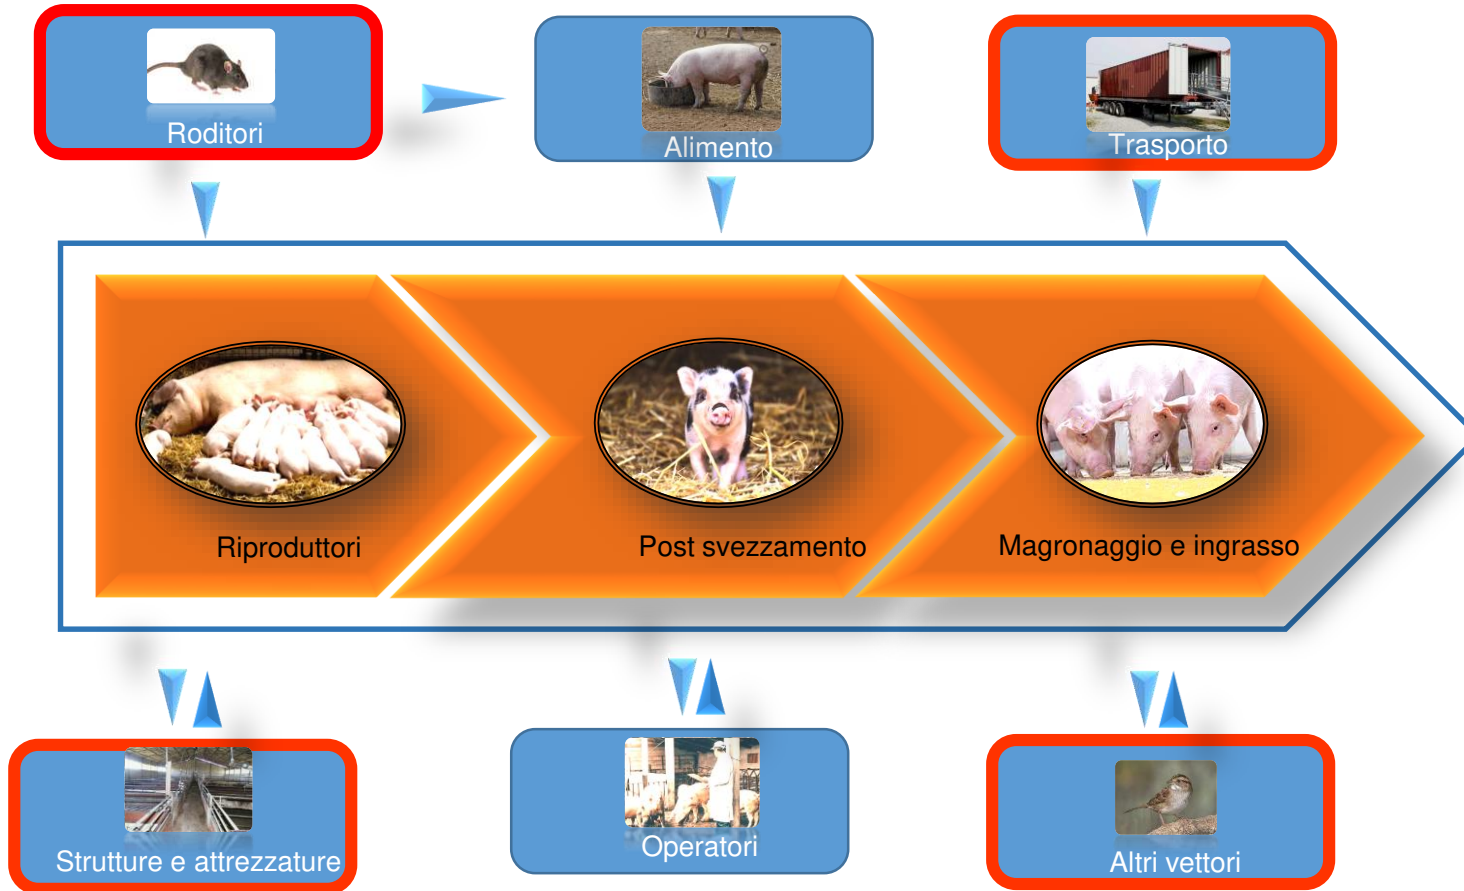 Roditori
Alimento
Trasporto
Riproduttori
Post svezzamento
Magronaggio e ingrasso
Strutture e attrezzature
Operatori
Altri vettori